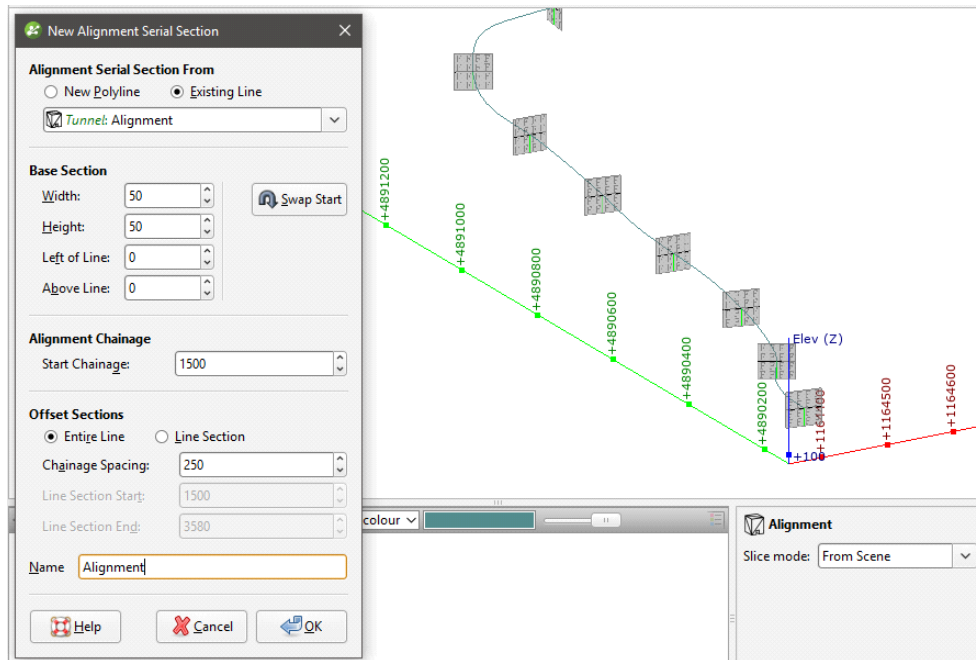 New Alignment Serial Section
Alignment Serial Section From
New Polyline
Existing Line
Tunnel: Alignment
Base Section
Width:
50
Swap Start
Height:
50
Left of Line:
0
Above Line:
0
Alignment Chainage
Start Chainage:
1500
Offset Sections
Entire Line
Line Section
Chainage Spacing:
250
Line Section Start:
1500
Line Section End:
3580
Name
Alignment
Help
Cancel
OK
+4891200
+4891000
+4890800
+4890600
+4890400
+4890200
Elev (Z)
+100
+1164400
+1164500
+1164600
colour
Alignment
Slice mode:
From Scene